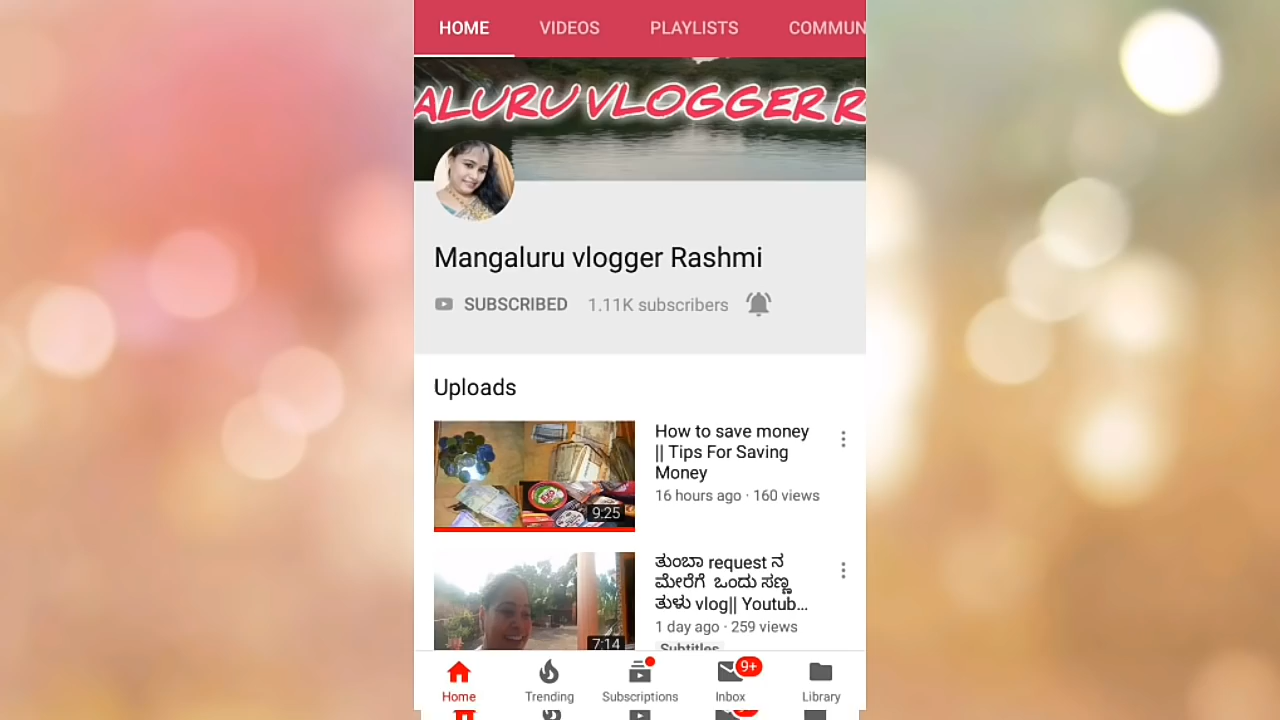 HOME VIDEOS PLAYLISTS COMMUN
ALURU VLOGGER R
Mangaluru vlogger Rashmi
SUBSCRIBED 1.11K subscribers
Uploads
How to save money
|| Tips For Saving
Money
16 hours ago · 160 views
9:25
ತುಂಬಾ request ನ
ಮೇರೆಗೆ ಒಂದು ಸಣ್ಣ
ತುಳು vlog|| Youtub...
1 day ago · 259 views
7:14
Subtitles
9+
Home Trending Subscriptions Inbox Library